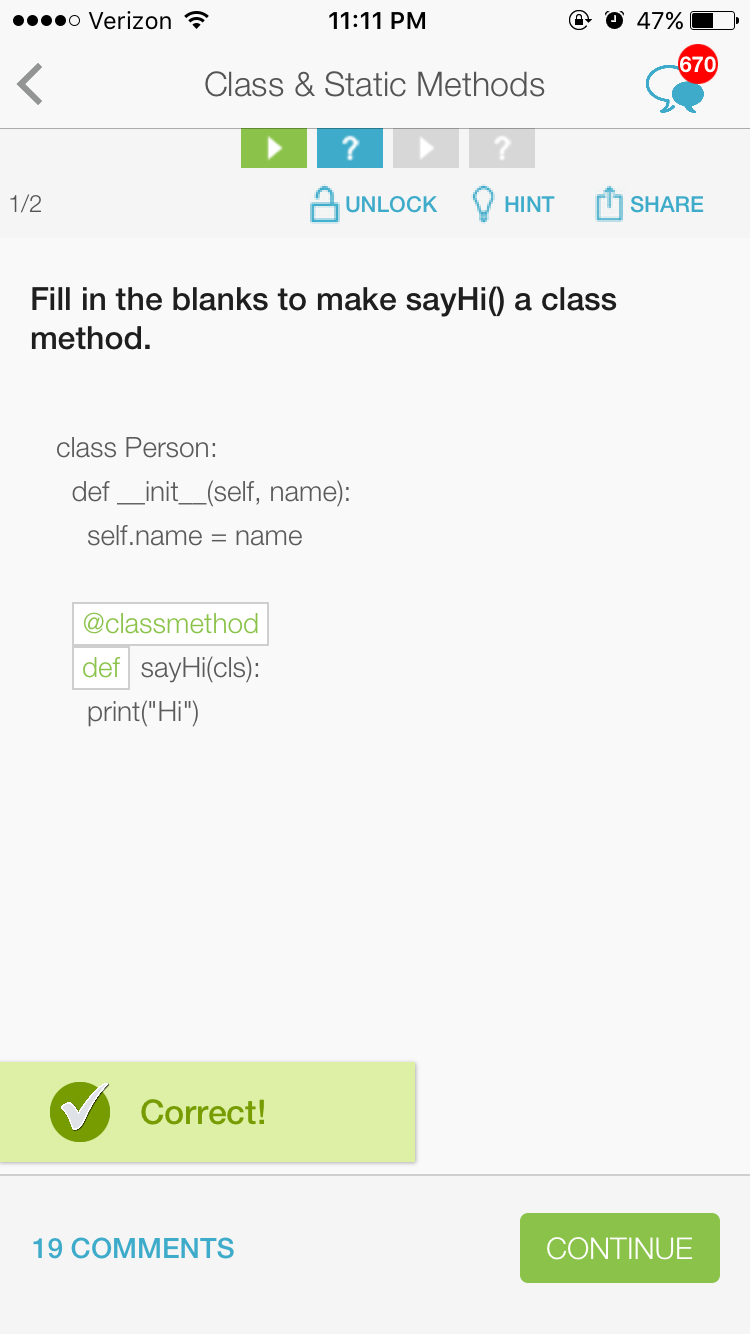 Verizon 11:11 PM 47%
Class & Static Methods 670
? ?
1/2 UNLOCK HINT SHARE
Fill in the blanks to make sayHi() a class
method.
class Person:
def __init__(self, name):
self.name = name
@classmethod
def sayHi(cls):
print("Hi")
Correct!
19 COMMENTS CONTINUE